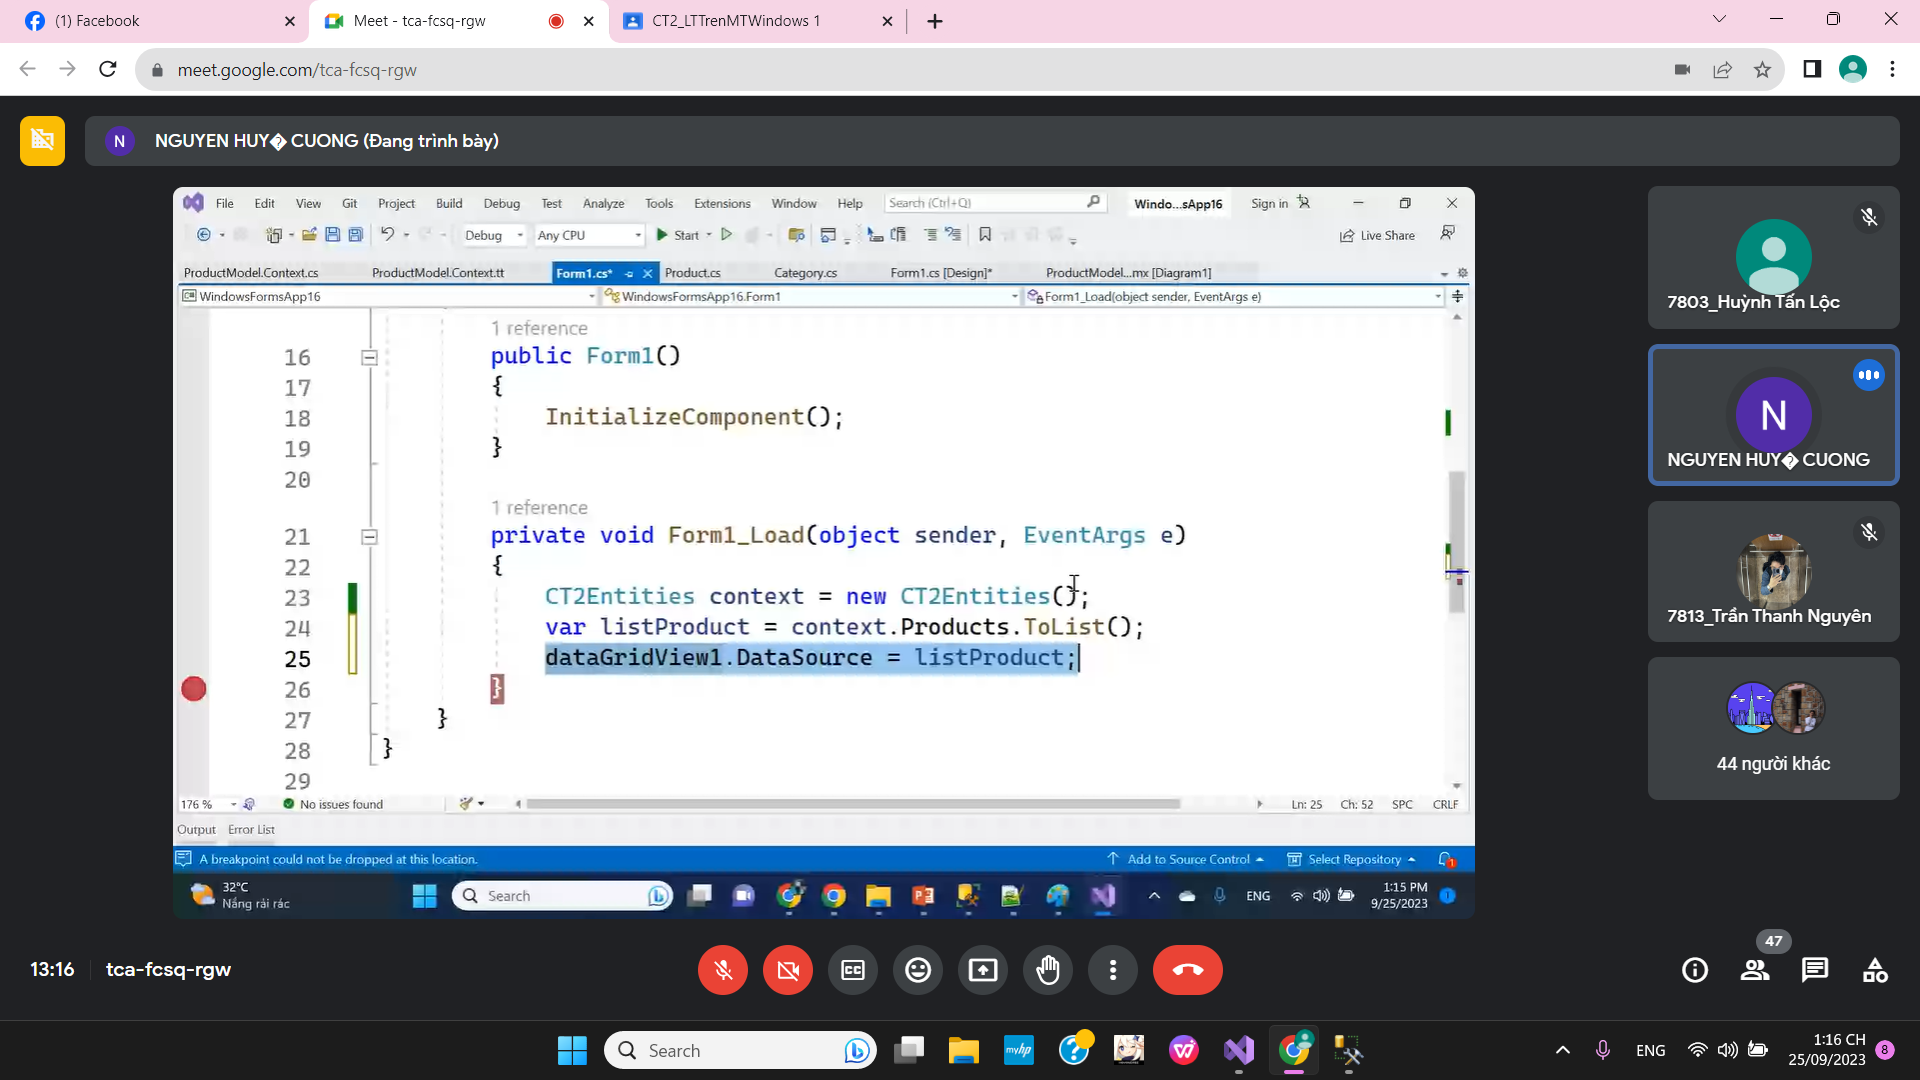 (1) Facebook
Meet - tca-fcsq-rgw
CT2_LTTrenMTWindows 1
meet.google.com/tca-fcsq-rgw
N
NGUYEN HUY� CUONG (Đang trình bày)
File Edit View Git Project Build Debug Test Analyze Tools Extensions Window Help Search (Ctrl+Q) Windo...sApp16 Sign in
Debug Any CPU Start Live Share
ProductModel.Context.cs ProductModel.Context.tt Form1.cs* Product.cs Category.cs Form1.cs [Design]* ProductModel...mx [Diagram1]
WindowsFormsApp16 WindowsFormsApp16.Form1 Form1_Load(object sender, EventArgs e)
1 reference
16 public Form1()
17 {
18 InitializeComponent();
19 }
20
1 reference
21 private void Form1_Load(object sender, EventArgs e)
22 {
23 CT2Entities context = new CT2Entities();
24 var listProduct = context.Products.ToList();
25 dataGridView1.DataSource = listProduct;
26 }
27 }
28 }
29
176 % No issues found Ln: 25 Ch: 52 SPC CRLF
Output Error List
A breakpoint could not be dropped at this location. Add to Source Control Select Repository 1
32°C
Nắng rải rác
Search
ENG
1:15 PM
9/25/2023
1
7803_Huỳnh Tấn Lộc
N
NGUYEN HUY� CUONG
7813_Trần Thanh Nguyên
44 người khác
13:16 tca-fcsq-rgw
47
Search
myhp
ENG
1:16 CH
25/09/2023
8